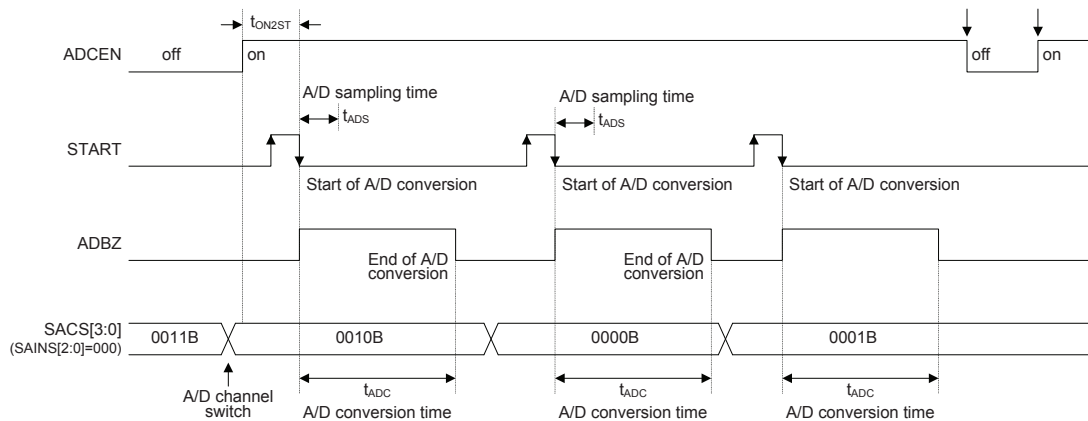 tON2ST
ADCEN
off
on
off
on
A/D sampling time
tADS
A/D sampling time
tADS
START
Start of A/D conversion
Start of A/D conversion
Start of A/D conversion
ADBZ
End of A/D
conversion
End of A/D
conversion
SACS[3:0]
(SAINS[2:0]=000)
0011B
0010B
0000B
0001B
A/D channel
switch
tADC
A/D conversion time
tADC
A/D conversion time
tADC
A/D conversion time